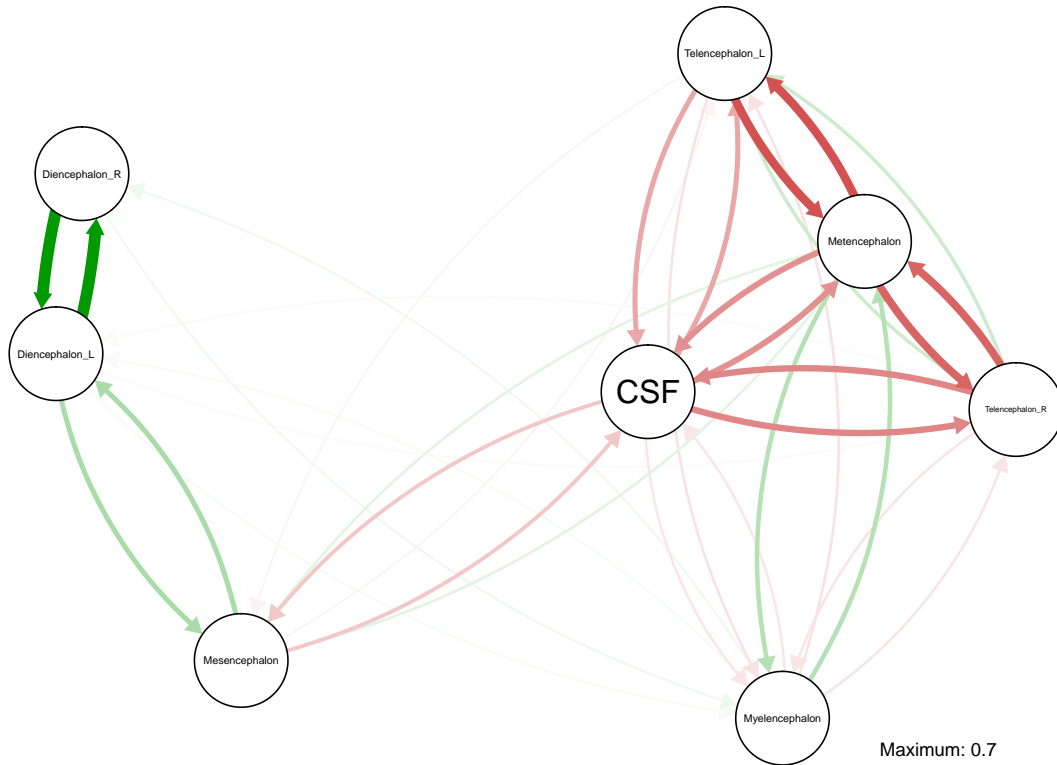 Telencephalon_L
Diencephalon_R
Metencephalon
Diencephalon_L
CSF
Telencephalon_R
Mesencephalon
Myelencephalon
Maximum: 0.7